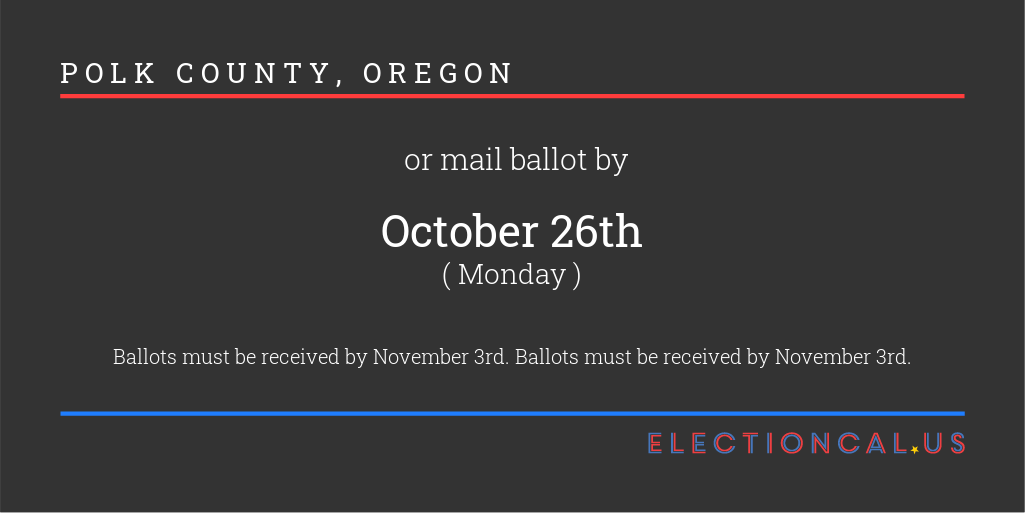 POLK COUNTY, OREGON
or mail ballot by
October 26th
( Monday )
Ballots must be received by November 3rd. Ballots must be received by November 3rd.
ELECTIONCAL.US